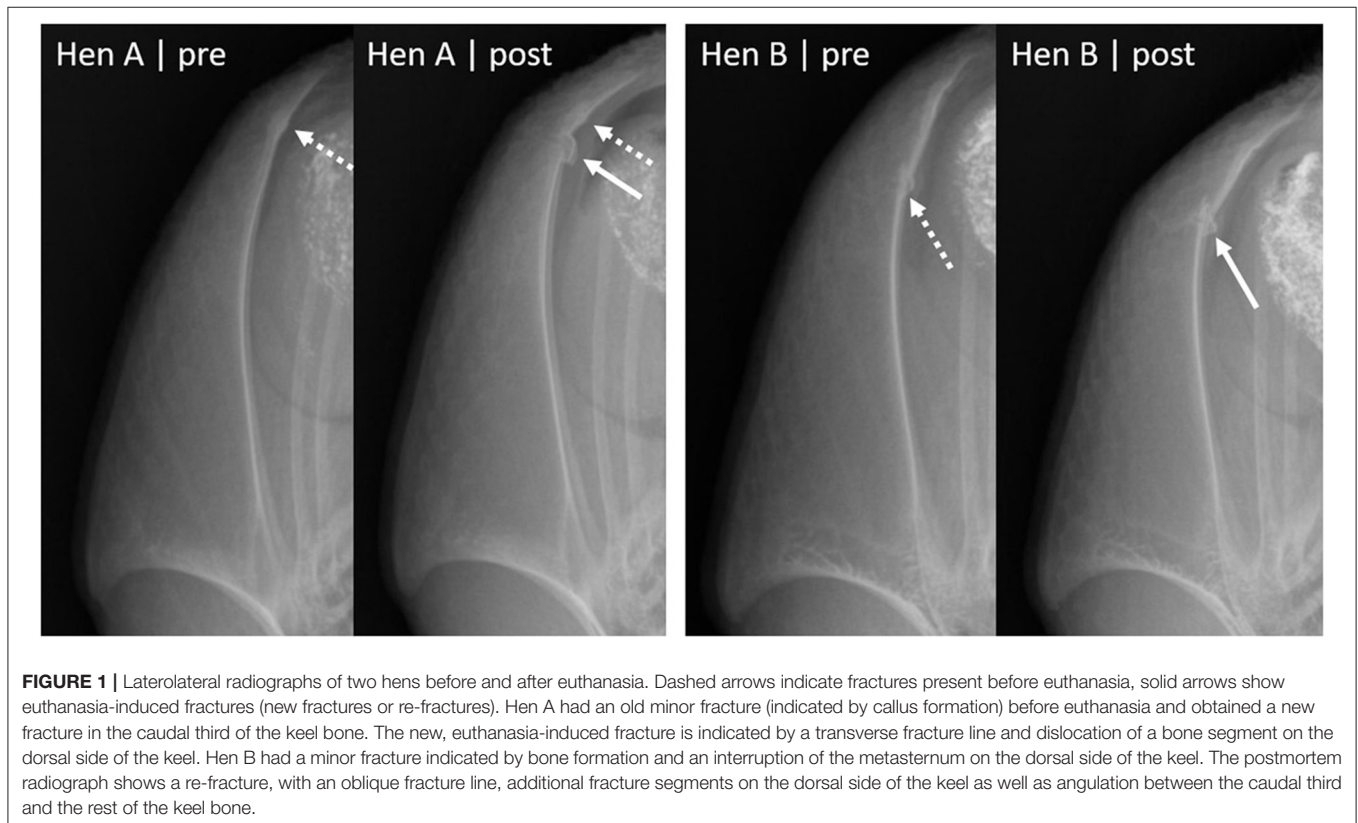 Hen A | pre
Hen A | post
Hen B | pre
Hen B | post
FIGURE 1 | Laterolateral radiographs of two hens before and after euthanasia. Dashed arrows indicate fractures present before euthanasia, solid arrows show
euthanasia-induced fractures (new fractures or re-fractures). Hen A had an old minor fracture (indicated by callus formation) before euthanasia and obtained a new
fracture in the caudal third of the keel bone. The new, euthanasia-induced fracture is indicated by a transverse fracture line and dislocation of a bone segment on the
dorsal side of the keel. Hen B had a minor fracture indicated by bone formation and an interruption of the metasternum on the dorsal side of the keel. The postmortem
radiograph shows a re-fracture, with an oblique fracture line, additional fracture segments on the dorsal side of the keel as well as angulation between the caudal third
and the rest of the keel bone.